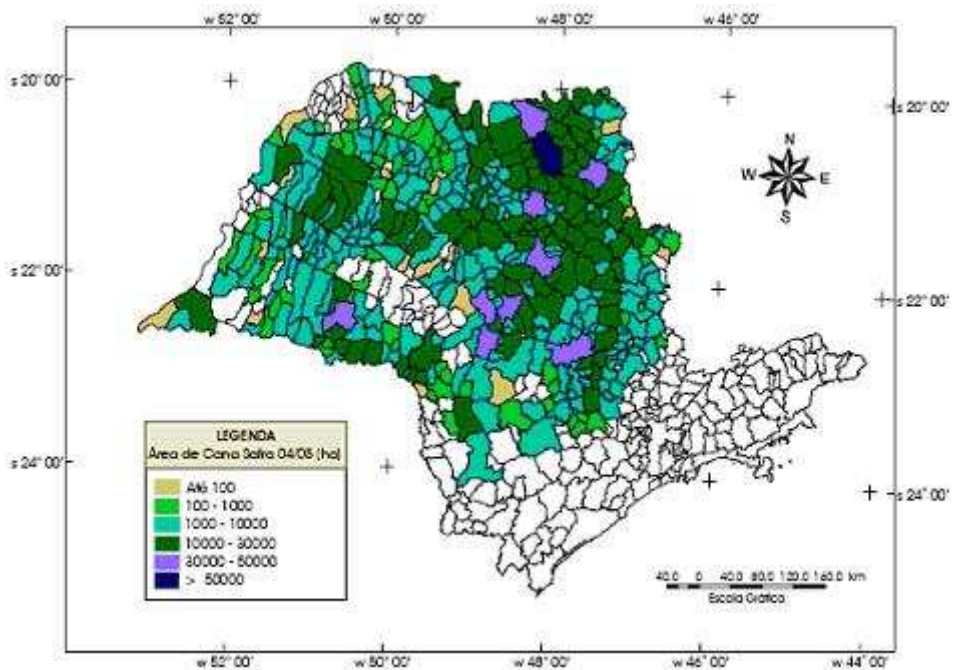 w 52° 00' w 50° 00' w 48° 00' w 46° 00'
s 20° 00' s 20° 00'
N
W E
S
s 22° 00' s 22° 00'
LEGENDA
Área de Cana Safra 04/05 (ha)
Até 100
100 - 1000
1000 - 10000
10000 - 30000
30000 - 50000
> 50000
s 24° 00' s 24° 00'
40.0 0 40.0 80.0 120.0 160.0 km
Escala Gráfica
w 52° 00' w 50° 00' w 48° 00' w 46° 00' w 44° 00'